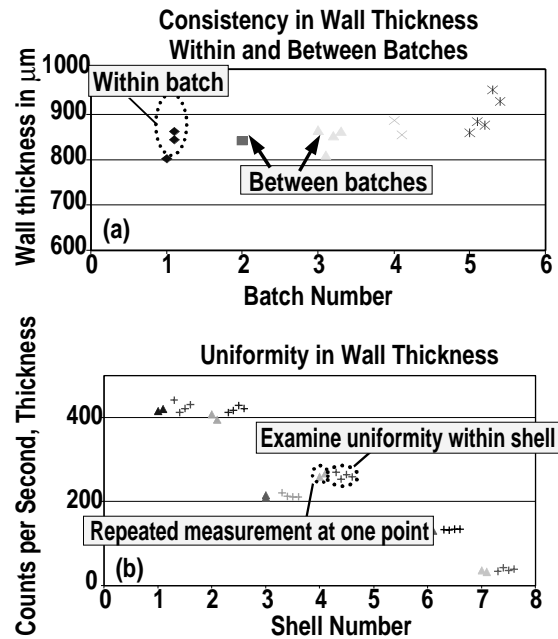 Consistency in Wall Thickness
Within and Between Batches
Wall thickness in μm
1000
900
800
700
600
Within batch
Between batches
(a)
0 1 2 3 4 5 6
Batch Number
Uniformity in Wall Thickness
Counts per Second, Thickness
400
200
0
Examine uniformity within shell
Repeated measurement at one point
(b)
0 1 2 3 4 5 6 7 8
Shell Number